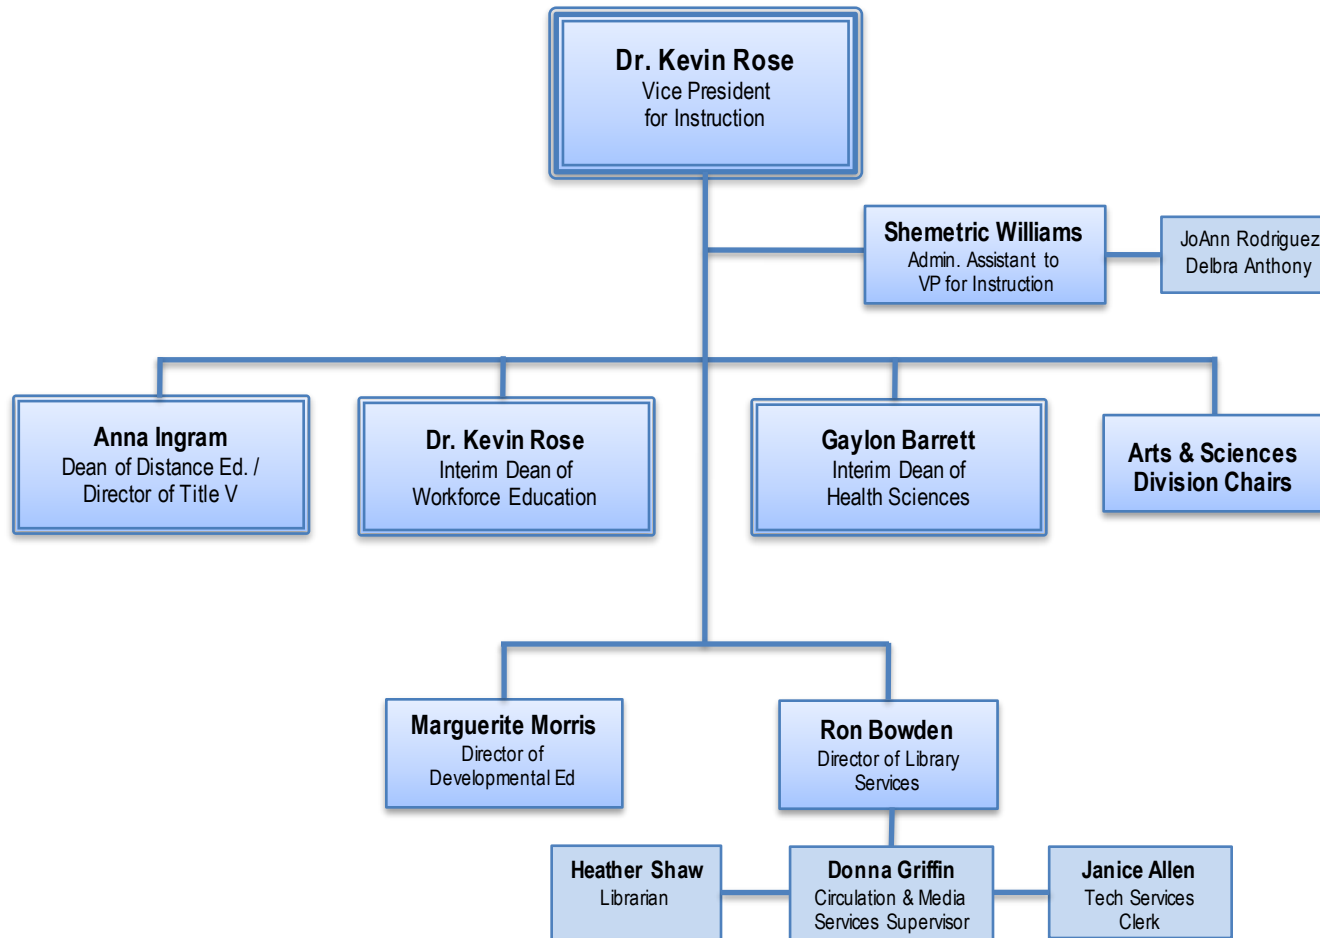 Dr. Kevin Rose
Vice President
for Instruction
Shemetric Williams
Admin. Assistant to
VP for Instruction
JoAnn Rodriguez
Delbra Anthony
Anna Ingram
Dean of Distance Ed. /
Director of Title V
Dr. Kevin Rose
Interim Dean of
Workforce Education
Gaylon Barrett
Interim Dean of
Health Sciences
Arts & Sciences
Division Chairs
Marguerite Morris
Director of
Developmental Ed
Ron Bowden
Director of Library
Services
Heather Shaw
Librarian
Donna Griffin
Circulation & Media
Services Supervisor
Janice Allen
Tech Services
Clerk